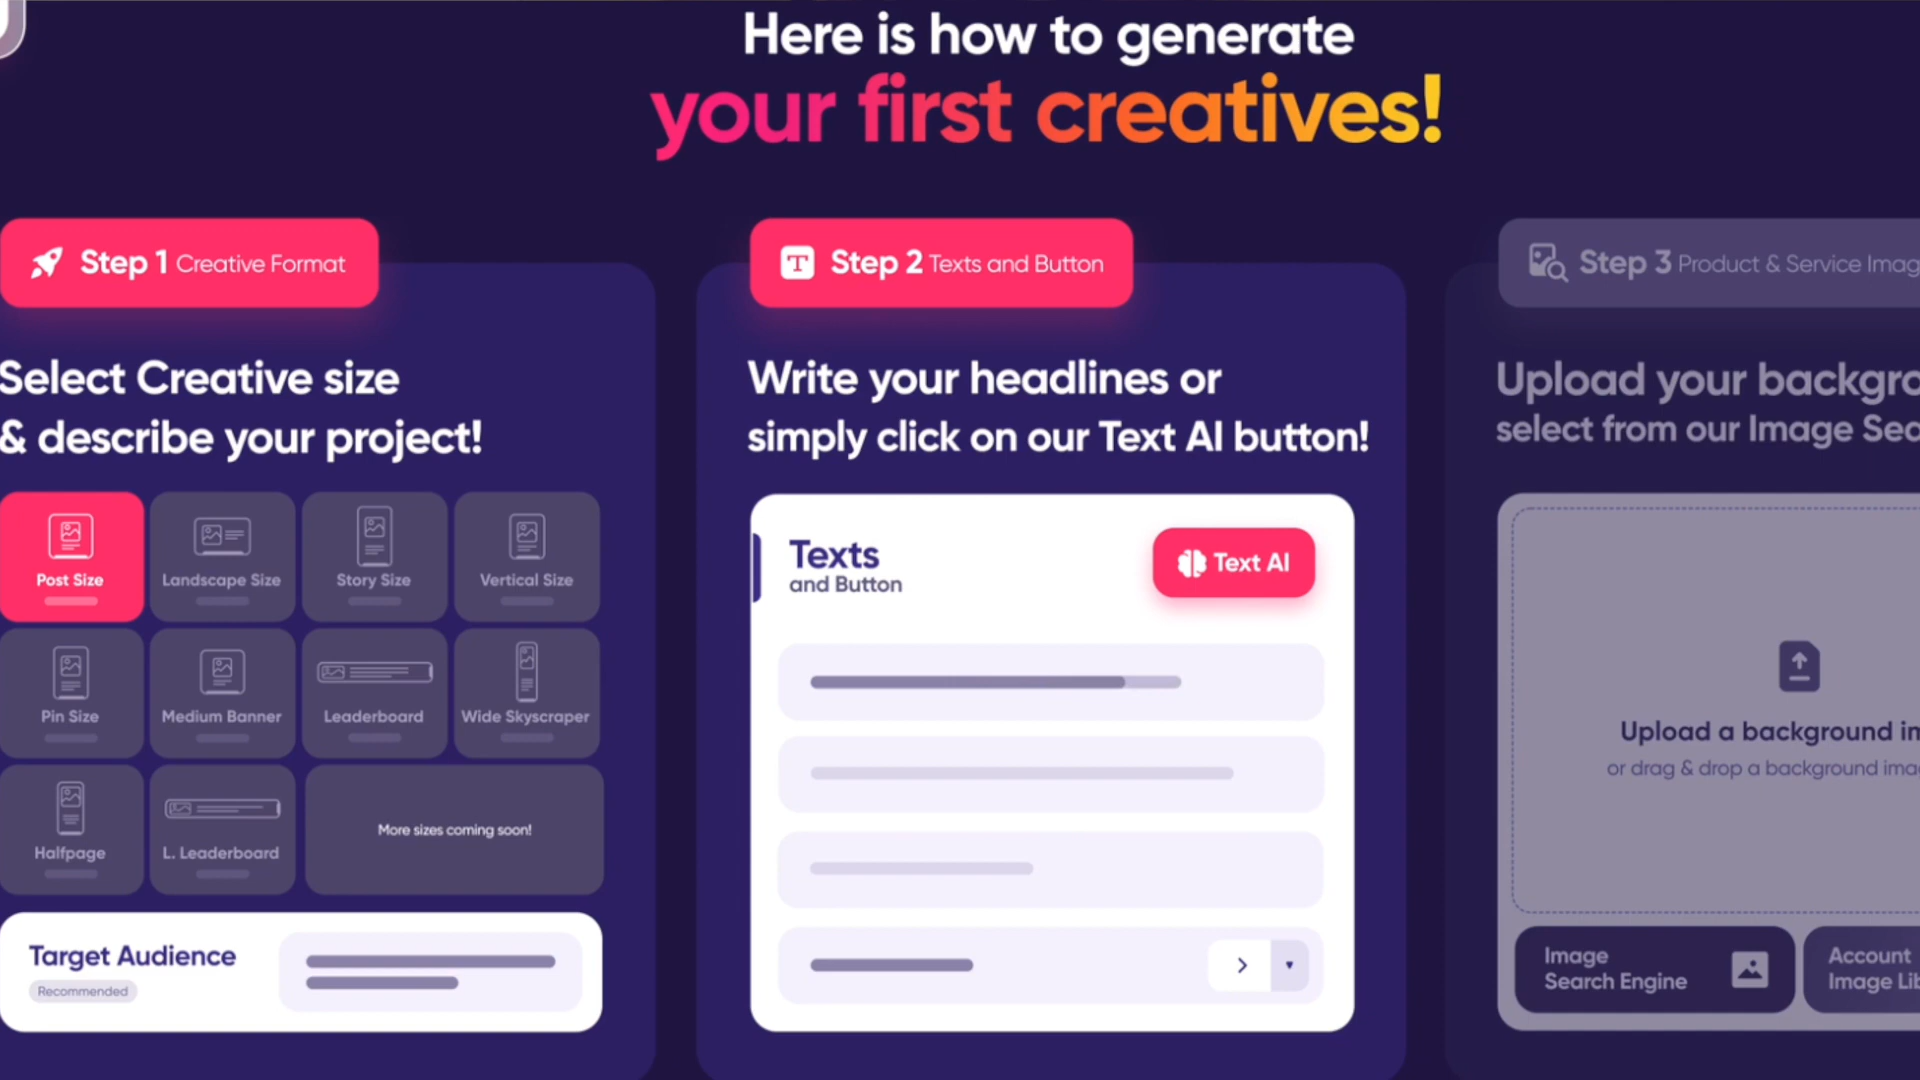 Here is how to generate
your first creatives!
Step 1 Creative Format
Select Creative size
& describe your project!
Post Size
Landscape Size
Story Size
Vertical Size
Pin Size
Medium Banner
Leaderboard
Wide Skyscraper
Halfpage
L. Leaderboard
More sizes coming soon!
Target Audience
Recommended
Step 2 Texts and Button
Write your headlines or
simply click on our Text AI button!
Texts
and Button
Text AI
Step 3 Product & Service Imag
Upload your backgro
select from our Image Sea
Upload a background im
or drag & drop a background imag
Image
Search Engine
Account
Image Lib